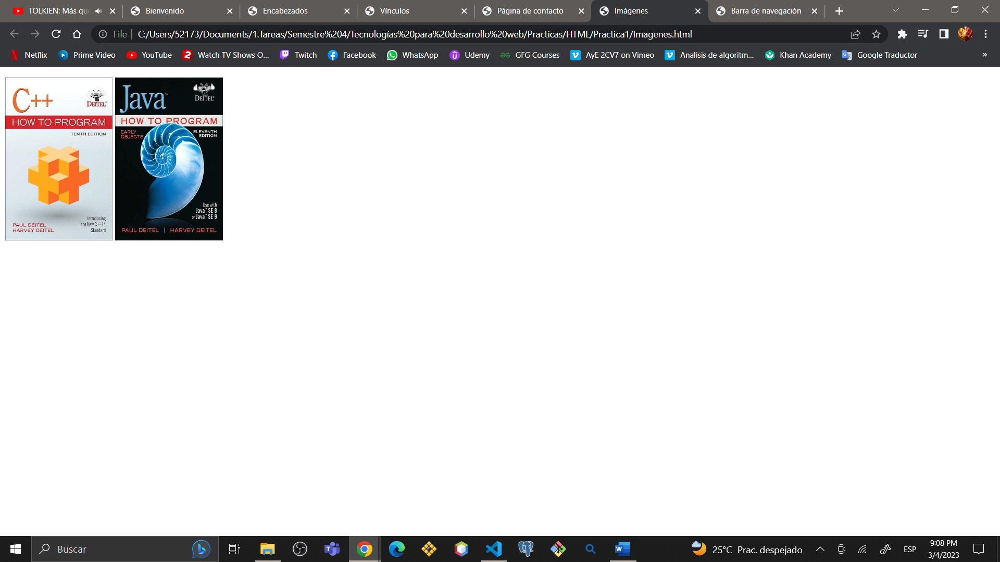 TOLKIEN: Más qu
Bienvenido
Encabezados
Vínculos
Página de contacto
Imágenes
Barra de navegación
File
C:/Users/52173/Documents/1.Tareas/Semestre%204/Tecnologías%20para%20desarrollo%20web/Practicas/HTML/Practica1/Imagenes.html
Netflix
Prime Video
YouTube
Watch TV Shows O...
Twitch
Facebook
WhatsApp
Udemy
GFG Courses
AyE 2CV7 on Vimeo
Analisis de algoritm...
Khan Academy
Google Traductor
»
C++
DEITEL®
HOW TO PROGRAM
TENTH EDITION
PAUL DEITEL
HARVEY DEITEL
Introducing
the New C++14
Standard
Java™
DEITEL®
HOW TO PROGRAM
EARLY
OBJECTS
ELEVENTH
EDITION
Use with
Java™ SE 8
or Java™ SE 9
PAUL DEITEL | HARVEY DEITEL
Buscar
25°C Prac. despejado
ESP
9:08 PM
3/4/2023